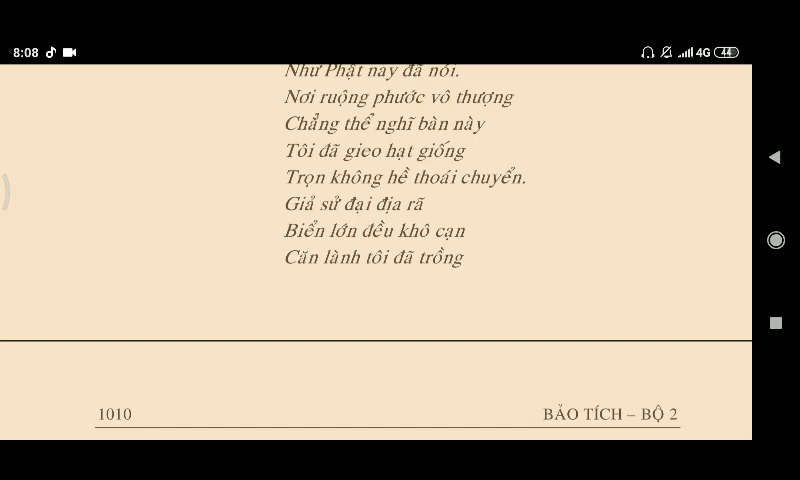 8:08
4G 44
Như Phật nay đã nói.
Nơi ruộng phước vô thượng
Chẳng thể nghĩ bàn này
Tôi đã gieo hạt giống
Trọn không hề thoái chuyển.
Giả sử đại địa rã
Biển lớn đều khô cạn
Căn lành tôi đã trồng
1010 BẢO TÍCH – BỘ 2